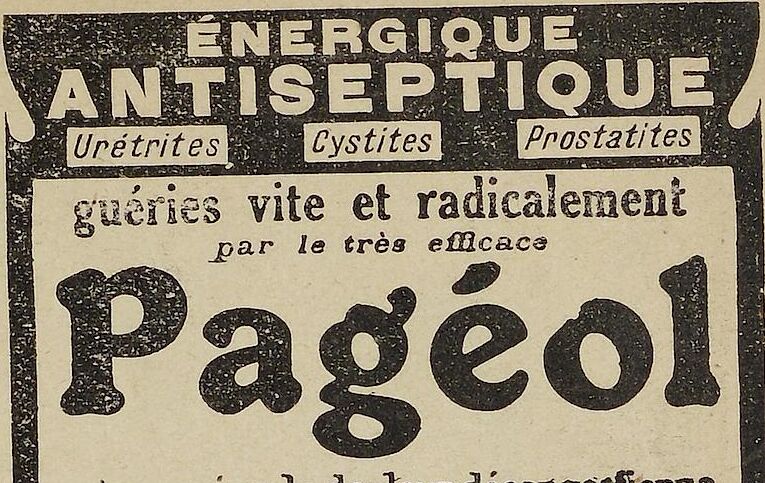 ÉNERGIQUE
ANTISEPTIQUE
Urétrites Cystites Prostatites
guéries vite et radicalement
par le très efficace
Pagéol